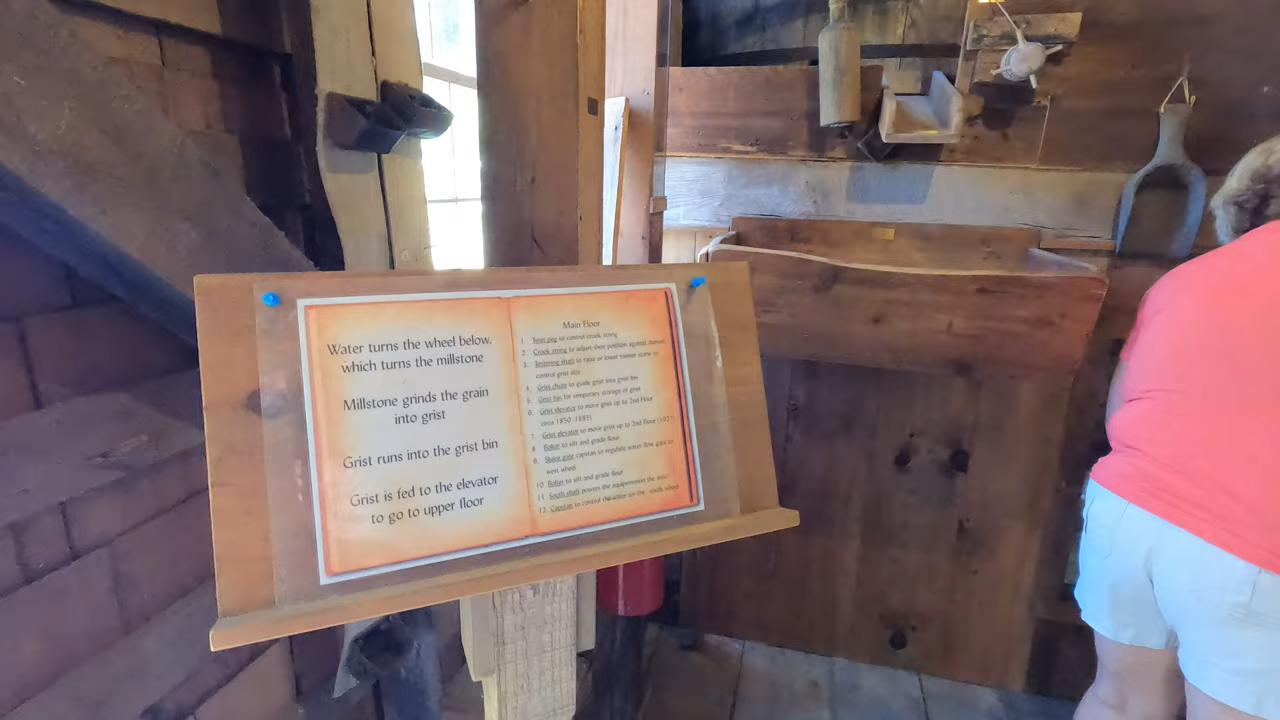 Water turns the wheel below,
which turns the millstone
Millstone grinds the grain
into grist
Grist runs into the grist bin
Grist is fed to the elevator
to go to upper floor
Main Floor
1. Twist peg to control crook string
2. Crook string to adjust shoe position against damsel
3. Tentering shaft to raise or lower runner stone to
control grist size
4. Grist chute to guide grist into grist bin
5. Grist bin for temporary storage of grist
6. Grist elevator to move grist up to 2nd Floor
circa 1850-1885)
7. Grist elevator to move grist up to 2nd Floor (192?)
8. Bolter to sift and grade flour
9. Sluice gate capstan to regulate water flow gate to
west wheel
10. Bolter to sift and grade flour
11. South shaft powers the equipment in the
12. Capstan to control the water for the south wheel